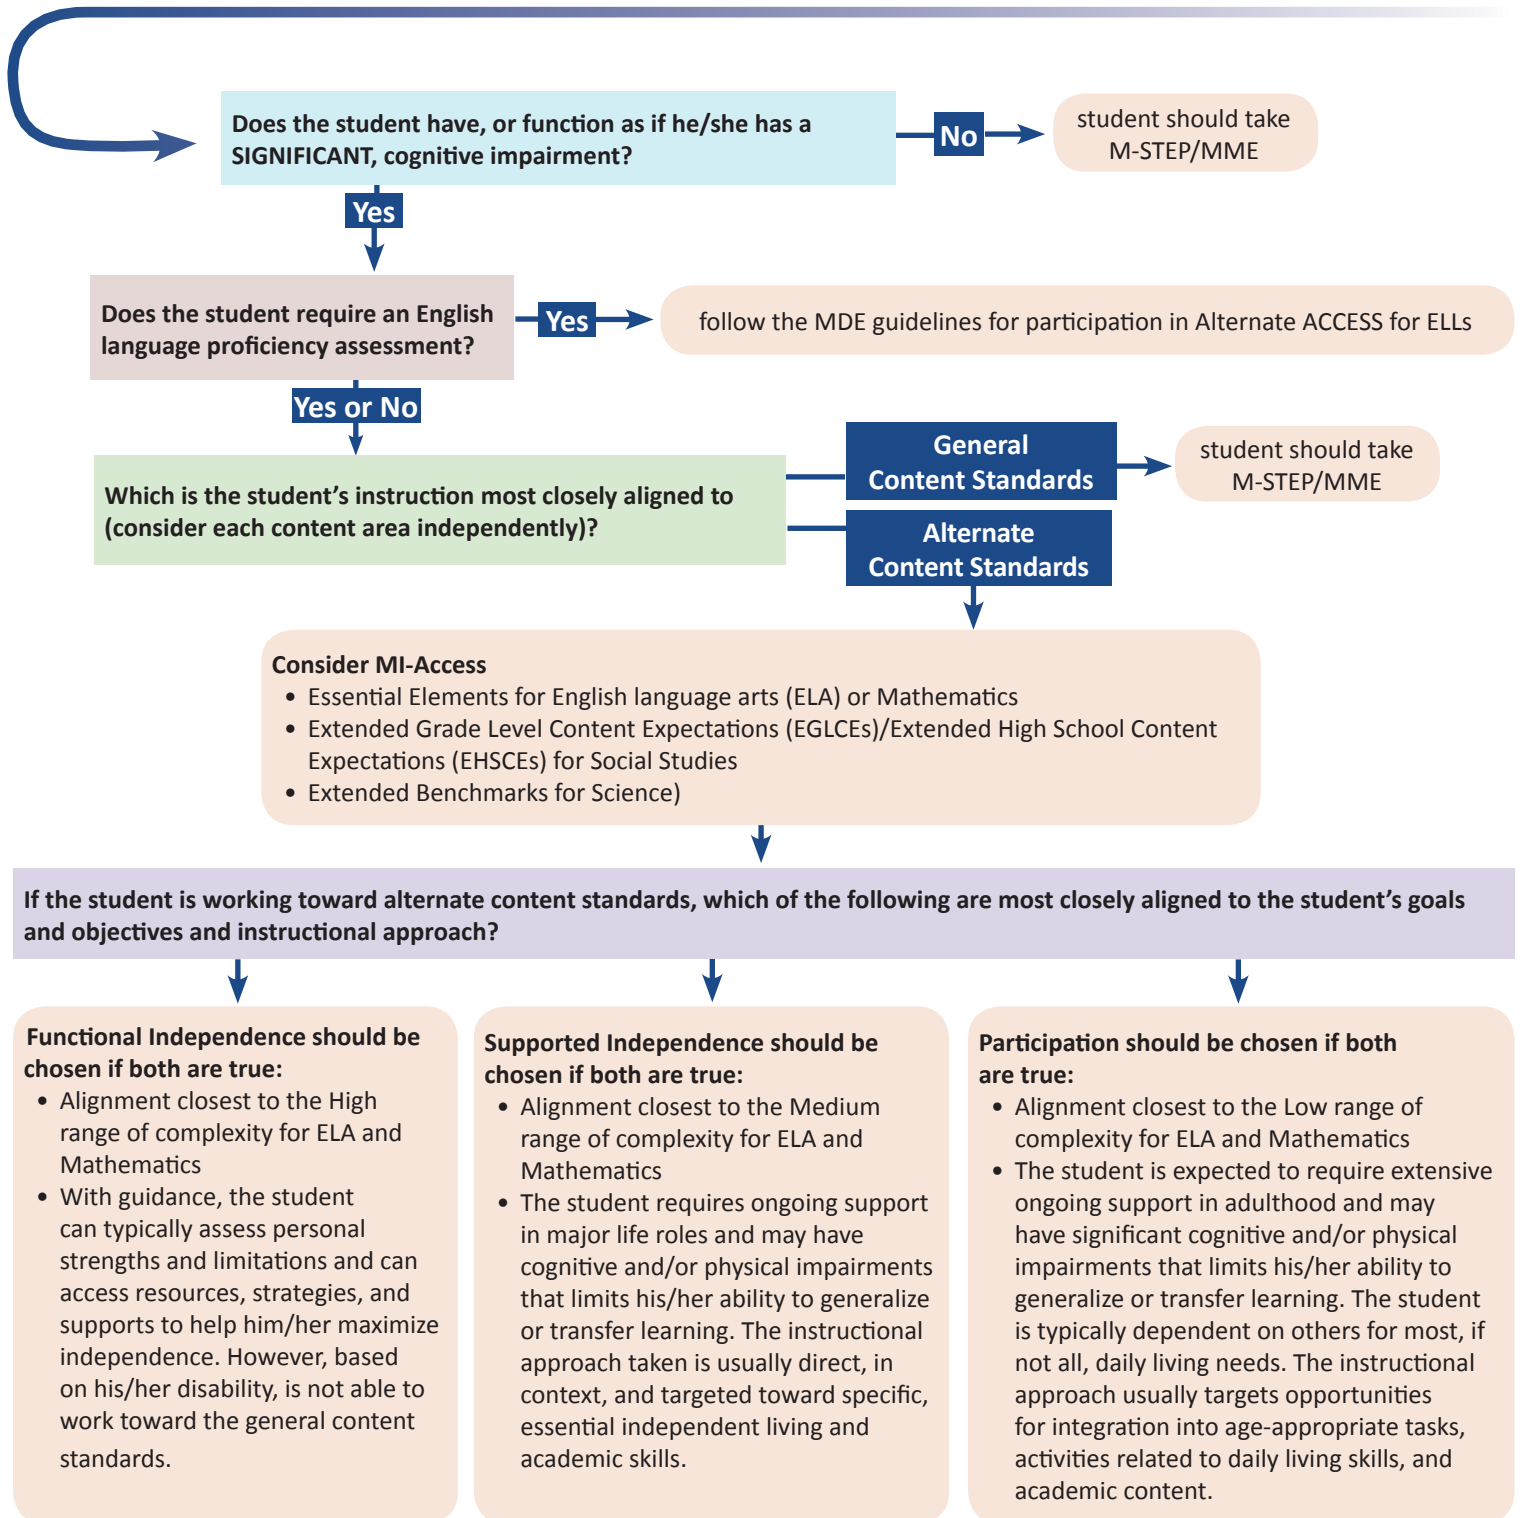 Does the student have, or function as if he/she has a
SIGNIFICANT, cognitive impairment?
No
student should take
M-STEP/MME
Yes
Does the student require an English
language proficiency assessment?
Yes
follow the MDE guidelines for participation in Alternate ACCESS for ELLs
Yes or No
Which is the student’s instruction most closely aligned to
(consider each content area independently)?
General
Content Standards
student should take
M-STEP/MME
Alternate
Content Standards
Consider MI-Access
• Essential Elements for English language arts (ELA) or Mathematics
• Extended Grade Level Content Expectations (EGLCEs)/Extended High School Content
Expectations (EHSCEs) for Social Studies
• Extended Benchmarks for Science)
If the student is working toward alternate content standards, which of the following are most closely aligned to the student’s goals
and objectives and instructional approach?
Functional Independence should be
chosen if both are true:
• Alignment closest to the High
range of complexity for ELA and
Mathematics
• With guidance, the student
can typically assess personal
strengths and limitations and can
access resources, strategies, and
supports to help him/her maximize
independence. However, based
on his/her disability, is not able to
work toward the general content
standards.
Supported Independence should be
chosen if both are true:
• Alignment closest to the Medium
range of complexity for ELA and
Mathematics
• The student requires ongoing support
in major life roles and may have
cognitive and/or physical impairments
that limits his/her ability to generalize
or transfer learning. The instructional
approach taken is usually direct, in
context, and targeted toward specific,
essential independent living and
academic skills.
Participation should be chosen if both
are true:
• Alignment closest to the Low range of
complexity for ELA and Mathematics
• The student is expected to require extensive
ongoing support in adulthood and may
have significant cognitive and/or physical
impairments that limits his/her ability to
generalize or transfer learning. The student
is typically dependent on others for most, if
not all, daily living needs. The instructional
approach usually targets opportunities
for integration into age-appropriate tasks,
activities related to daily living skills, and
academic content.